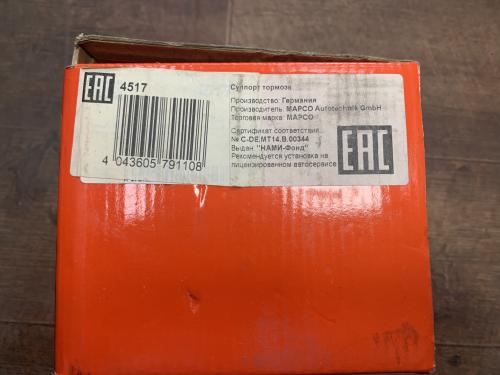 EAC 4517
4 043605 791108
Суппорт тормоза
Производство: Германия
Производитель: MAPCO Autotechnik GmbH
Торговая марка: MAPCO
Сертификат соответствия
№ C-DE.MT14.B.00344
Выдан "НАМИ-Фонд"
Рекомендуется установка на
лицензированном автосервисе
EAC